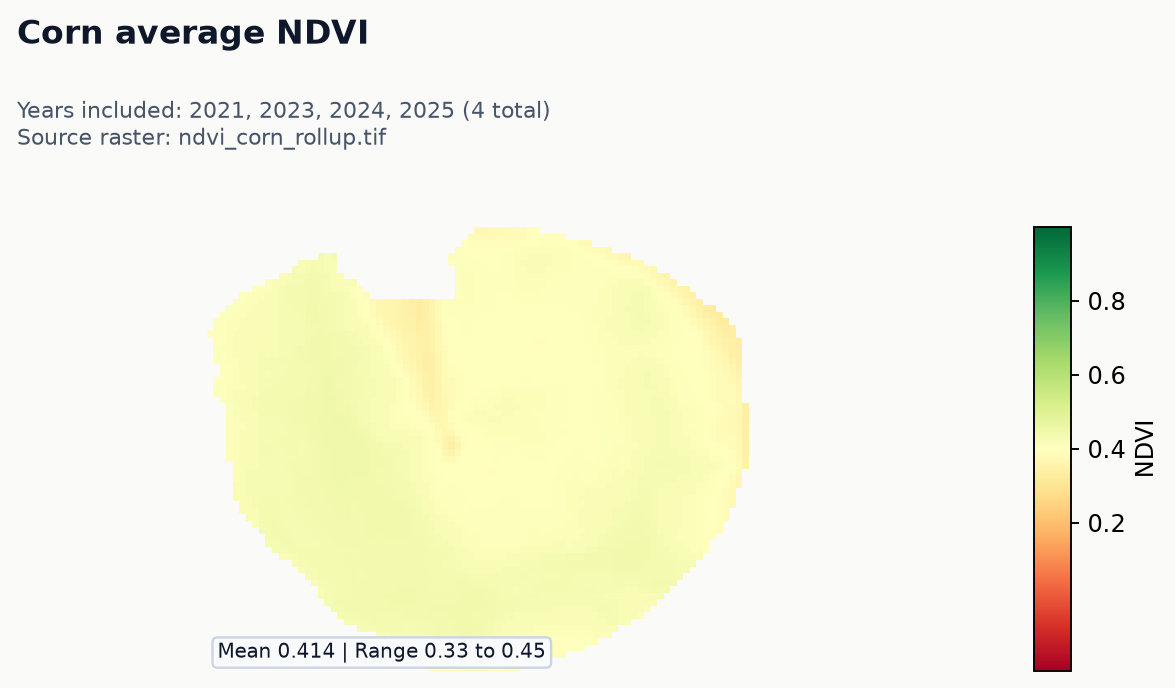 Corn average NDVI
Years included: 2021, 2023, 2024, 2025 (4 total)
Source raster: ndvi_corn_rollup.tif
0.8
0.6
0.4
0.2
NDVI
Mean 0.414 | Range 0.33 to 0.45